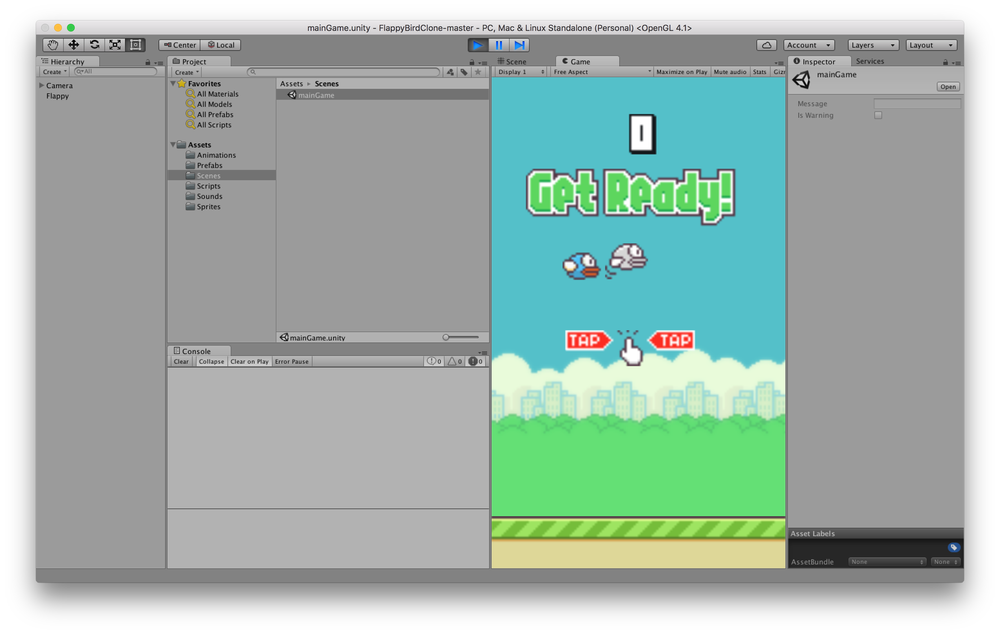 mainGame.unity - FlappyBirdClone-master - PC, Mac & Linux Standalone (Personal) <OpenGL 4.1>
Center Local
Account Layers Layout
Hierarchy
Create All
Camera
Flappy
Project
Create
Favorites
All Materials
All Models
All Prefabs
All Scripts
Assets
Animations
Prefabs
Scenes
Scripts
Sounds
Sprites
Assets Scenes
mainGame
mainGame.unity
Console
Clear Collapse Clear on Play Error Pause 0 0 0
Scene Game
Display 1 Free Aspect Maximize on Play Mute audio Stats Gizr
0
Get Ready!
TAP TAP
Inspector Services
mainGame
Open
Message
Is Warning
Asset Labels
AssetBundle None None